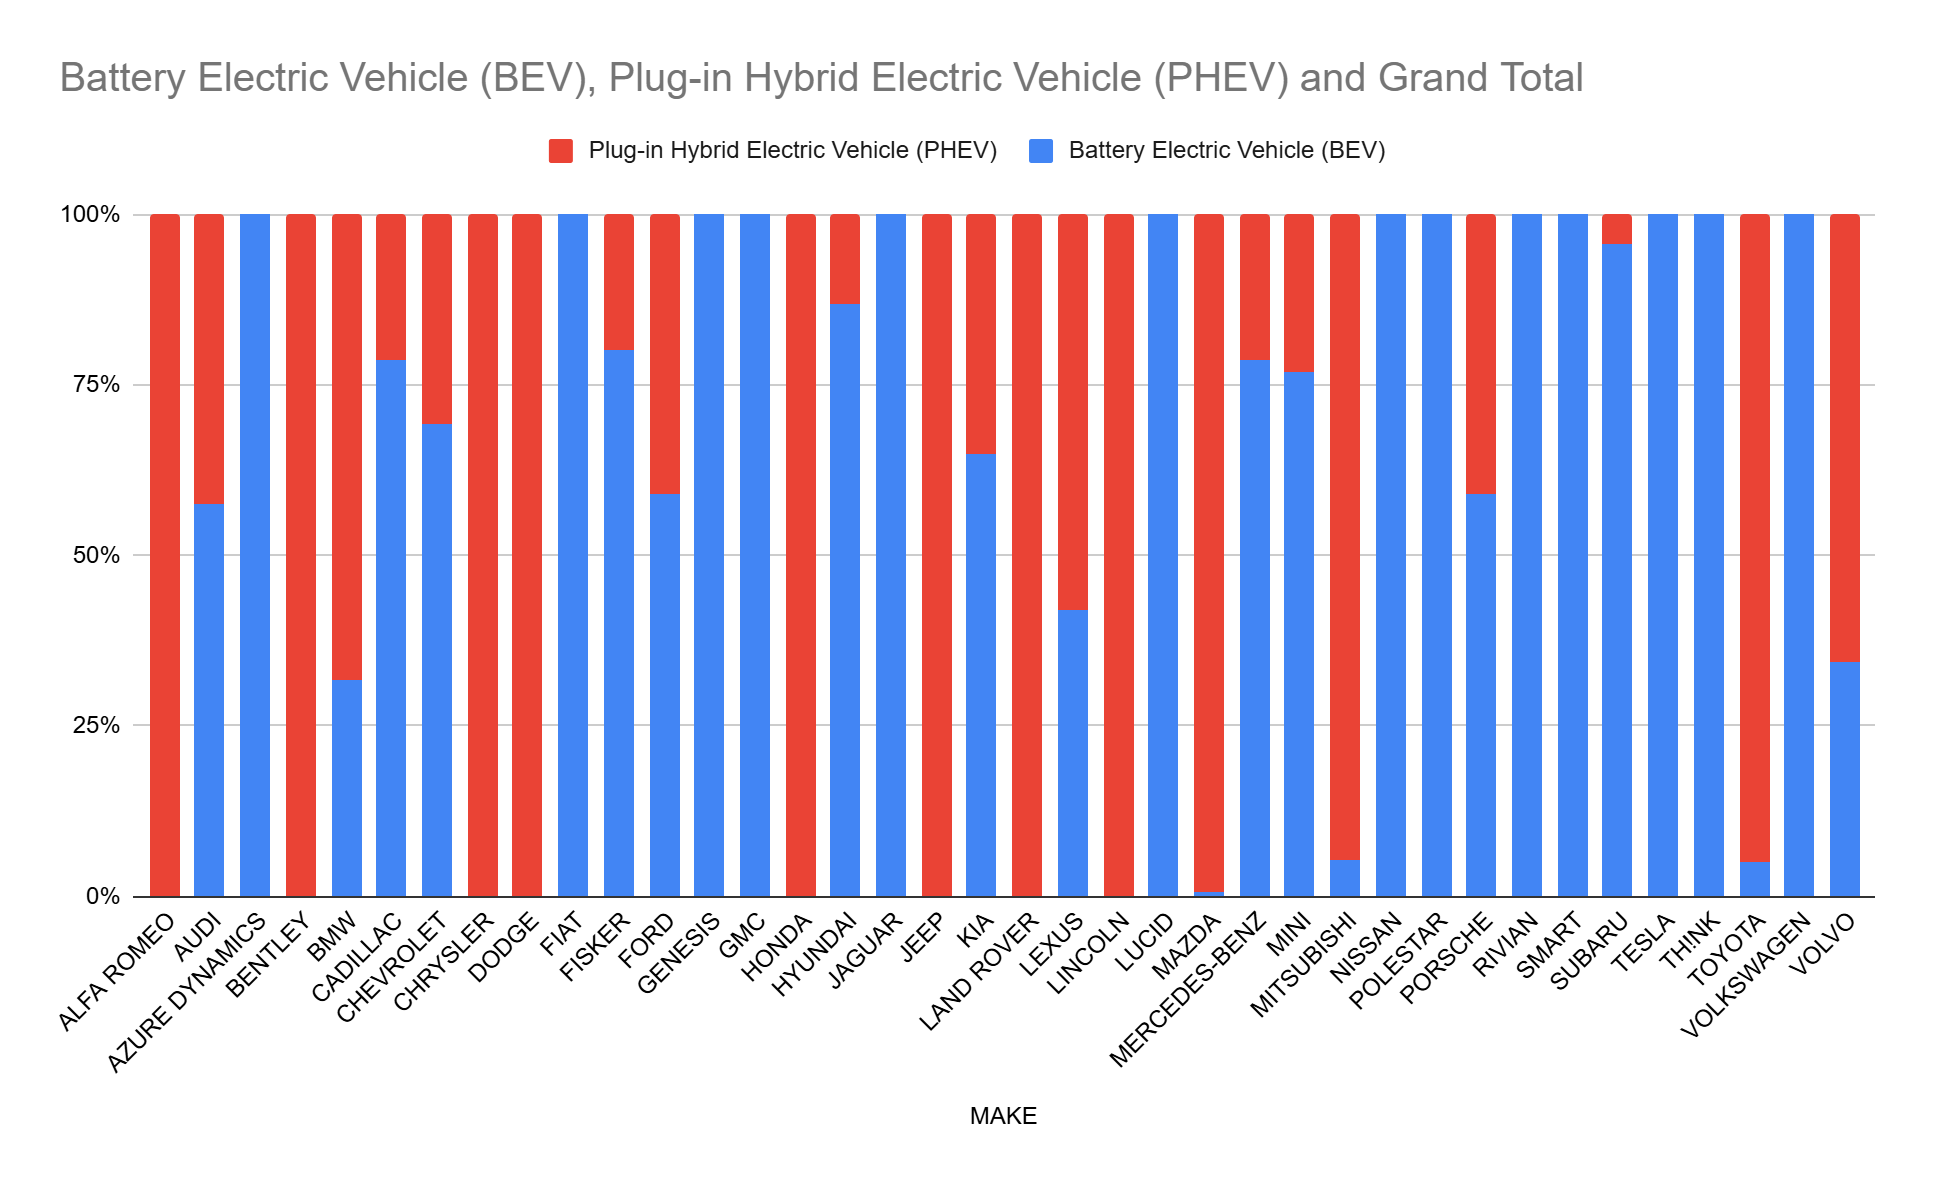 Battery Electric Vehicle (BEV), Plug-in Hybrid Electric Vehicle (PHEV) and Grand Total
Plug-in Hybrid Electric Vehicle (PHEV)
Battery Electric Vehicle (BEV)
100%
75%
50%
25%
0%
ALFA ROMEO
AUDI
AZURE DYNAMICS
BENTLEY
BMW
CADILLAC
CHEVROLET
CHRYSLER
DODGE
FIAT
FISKER
FORD
GENESIS
GMC
HONDA
HYUNDAI
JAGUAR
JEEP
KIA
LAND ROVER
LEXUS
LINCOLN
LUCID
MAZDA
MERCEDES-BENZ
MINI
MITSUBISHI
NISSAN
POLESTAR
PORSCHE
RIVIAN
SMART
SUBARU
TESLA
TH!NK
TOYOTA
VOLKSWAGEN
VOLVO
MAKE